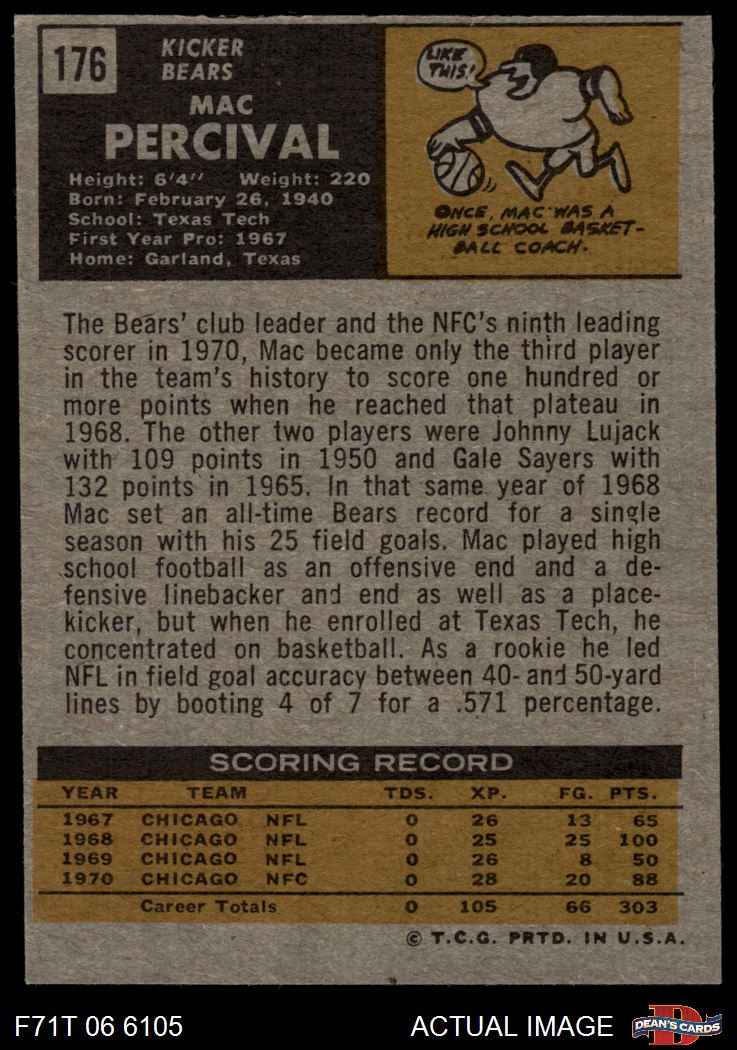 176
KICKER
BEARS
MAC
PERCIVAL
Height: 6'4" Weight: 220
Born: February 26, 1940
School: Texas Tech
First Year Pro: 1967
Home: Garland, Texas
LIKE
THIS!
ONCE, MAC WAS A
HIGH SCHOOL BASKET-
BALL COACH.
The Bears' club leader and the NFC's ninth leading
scorer in 1970, Mac became only the third player
in the team's history to score one hundred or
more points when he reached that plateau in
1968. The other two players were Johnny Lujack
with 109 points in 1950 and Gale Sayers with
132 points in 1965. In that same year of 1968
Mac set an all-time Bears record for a single
season with his 25 field goals. Mac played high
school football as an offensive end and a de-
fensive linebacker and end as well as a place-
kicker, but when he enrolled at Texas Tech, he
concentrated on basketball. As a rookie he led
NFL in field goal accuracy between 40- and 50-yard
lines by booting 4 of 7 for a .571 percentage.
SCORING RECORD
YEAR TEAM TDS. XP. FG. PTS.
1967 CHICAGO NFL 0 26 13 65
1968 CHICAGO NFL 0 25 25 100
1969 CHICAGO NFL 0 26 8 50
1970 CHICAGO NFC 0 28 20 88
Career Totals 0 105 66 303
© T.C.G. PRTD. IN U.S.A.
F71T 06 6105 ACTUAL IMAGE DEAN'S CARDS